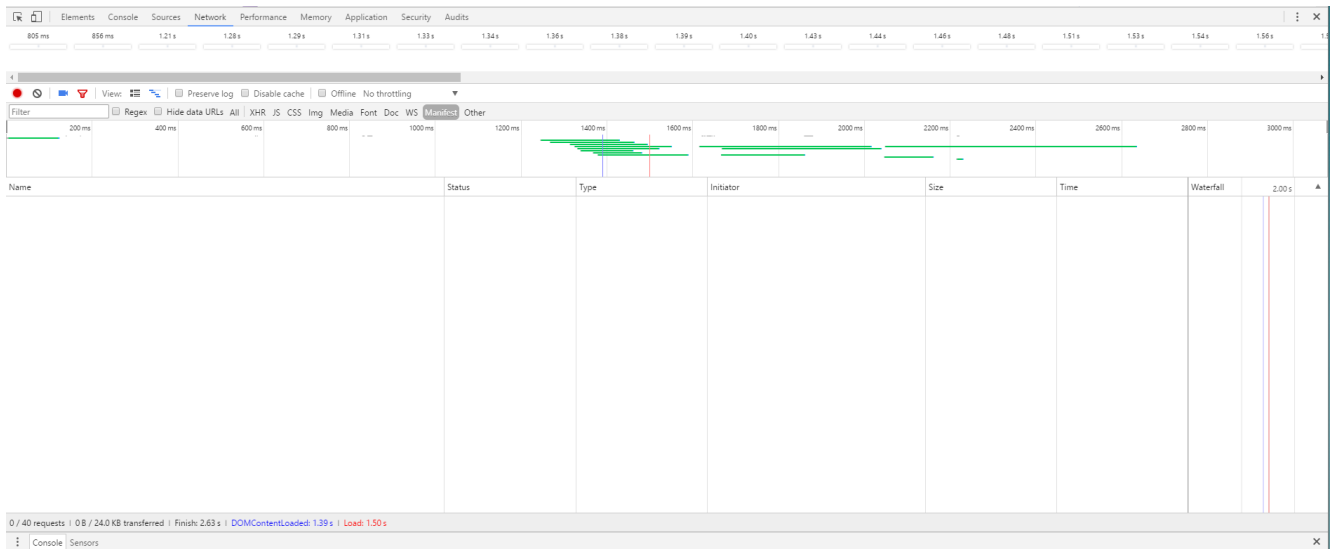 Elements Console Sources Network Performance Memory Application Security Audits
805 ms 856 ms 1.21 s 1.28 s 1.29 s 1.31 s 1.33 s 1.34 s 1.36 s 1.38 s 1.39 s 1.40 s 1.43 s 1.44 s 1.46 s 1.48 s 1.51 s 1.53 s 1.54 s 1.56 s
View: Preserve log Disable cache Offline No throttling
Filter Regex Hide data URLs All XHR JS CSS Img Media Font Doc WS Manifest Other
200 ms 400 ms 600 ms 800 ms 1000 ms 1200 ms 1400 ms 1600 ms 1800 ms 2000 ms 2200 ms 2400 ms 2600 ms 2800 ms 3000 ms
Name Status Type Initiator Size Time Waterfall 2.00 s
0 / 40 requests | 0 B / 24.0 KB transferred | Finish: 2.63 s | DOMContentLoaded: 1.39 s | Load: 1.50 s
Console Sensors